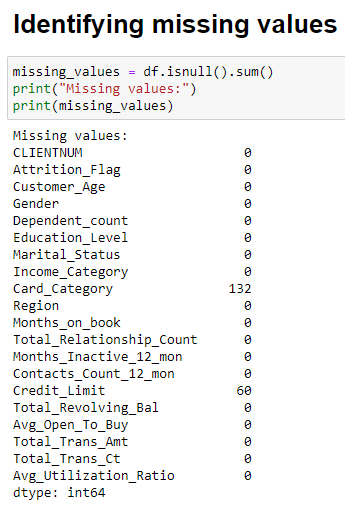 Identifying missing values
missing_values = df.isnull().sum()
print("Missing values:")
print(missing_values)
Missing values:
CLIENTNUM 0
Attrition_Flag 0
Customer_Age 0
Gender 0
Dependent_count 0
Education_Level 0
Marital_Status 0
Income_Category 0
Card_Category 132
Region 0
Months_on_book 0
Total_Relationship_Count 0
Months_Inactive_12_mon 0
Contacts_Count_12_mon 0
Credit_Limit 60
Total_Revolving_Bal 0
Avg_Open_To_Buy 0
Total_Trans_Amt 0
Total_Trans_Ct 0
Avg_Utilization_Ratio 0
dtype: int64